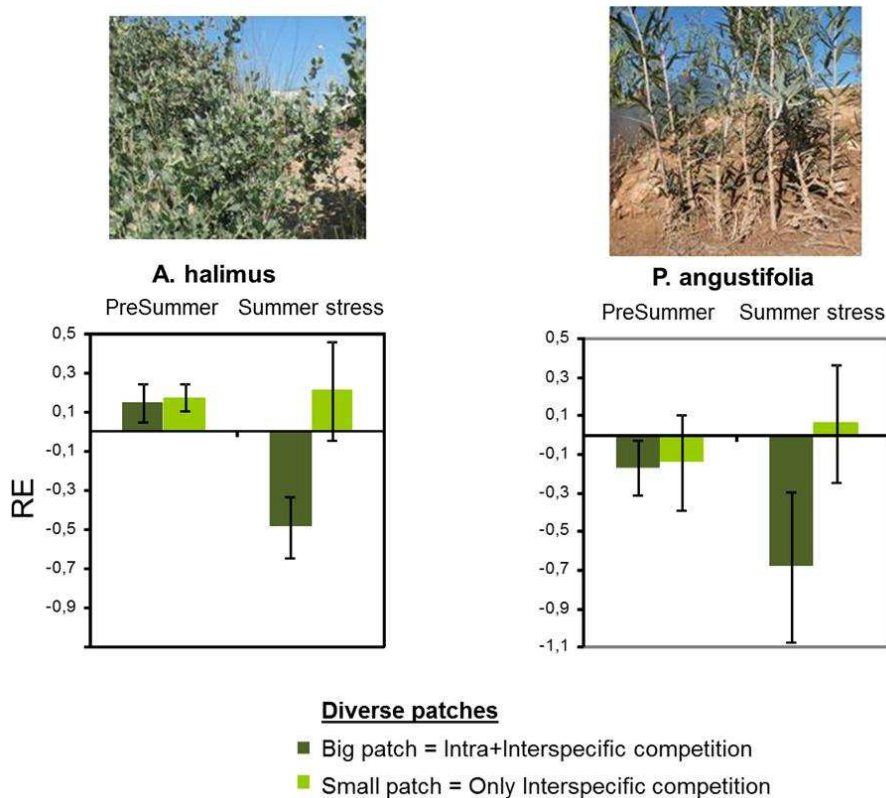 A. halimus
PreSummer Summer stress
0,5
0,3
0,1
-0,1
-0,3
-0,5
-0,7
-0,9
RE
P. angustifolia
PreSummer Summer stress
0,5
0,3
0,1
-0,1
-0,3
-0,5
-0,7
-0,9
-1,1
Diverse patches
Big patch = Intra+Interspecific competition
Small patch = Only Interspecific competition